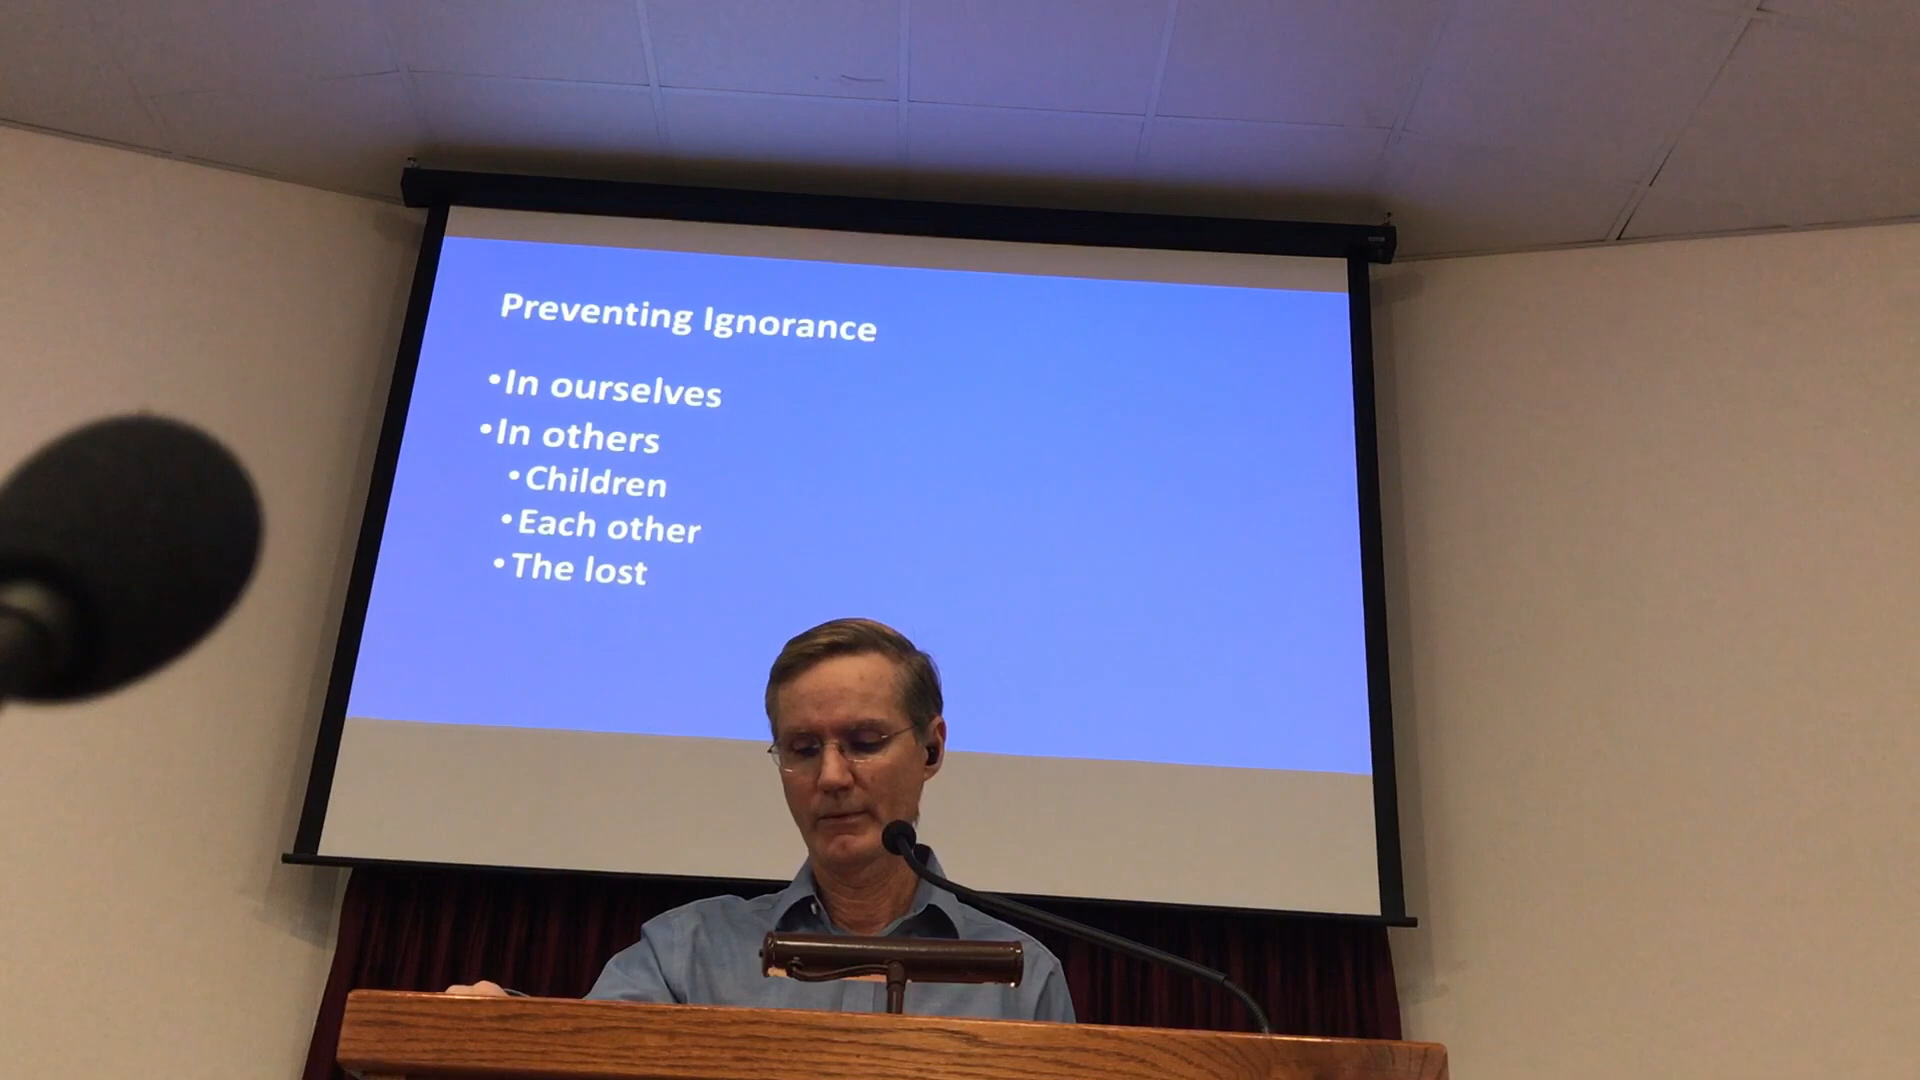 Preventing Ignorance
•In ourselves
•In others
•Children
•Each other
•The lost